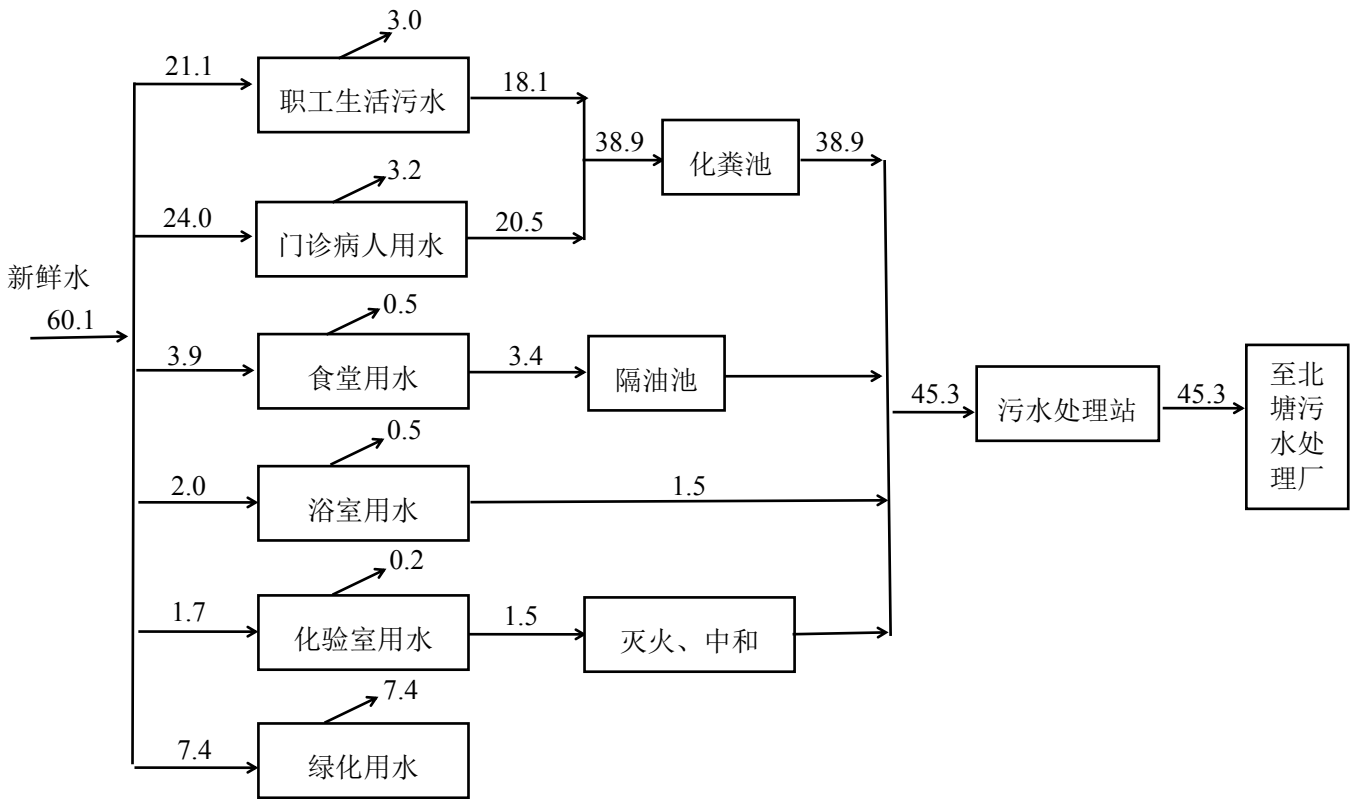 3.0
21.1
职工生活污水
18.1
38.9
化粪池
38.9
3.2
24.0
门诊病人用水
20.5
新鲜水
60.1
0.5
3.9
食堂用水
3.4
隔油池
45.3
污水处理站
45.3
至北
塘污
水处
理厂
0.5
2.0
浴室用水
1.5
0.2
1.7
化验室用水
1.5
灭火、中和
7.4
7.4
绿化用水